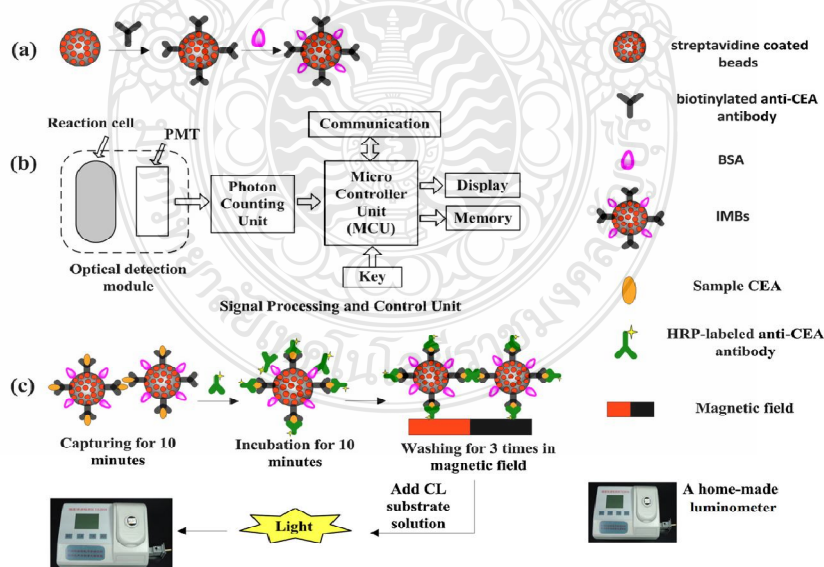 (a)
streptavidine coated
beads
biotinylated anti-CEA
antibody
BSA
IMBs
Sample CEA
HRP-labeled anti-CEA
antibody
Magnetic field
A home-made
luminometer
(b)
Reaction cell
PMT
Optical detection
module
Photon
Counting
Unit
Communication
Micro
Controller
Unit
(MCU)
Display
Memory
Key
Signal Processing and Control Unit
(c)
Capturing for 10
minutes
Incubation for 10
minutes
Washing for 3 times in
magnetic field
Add CL
substrate
solution
Light